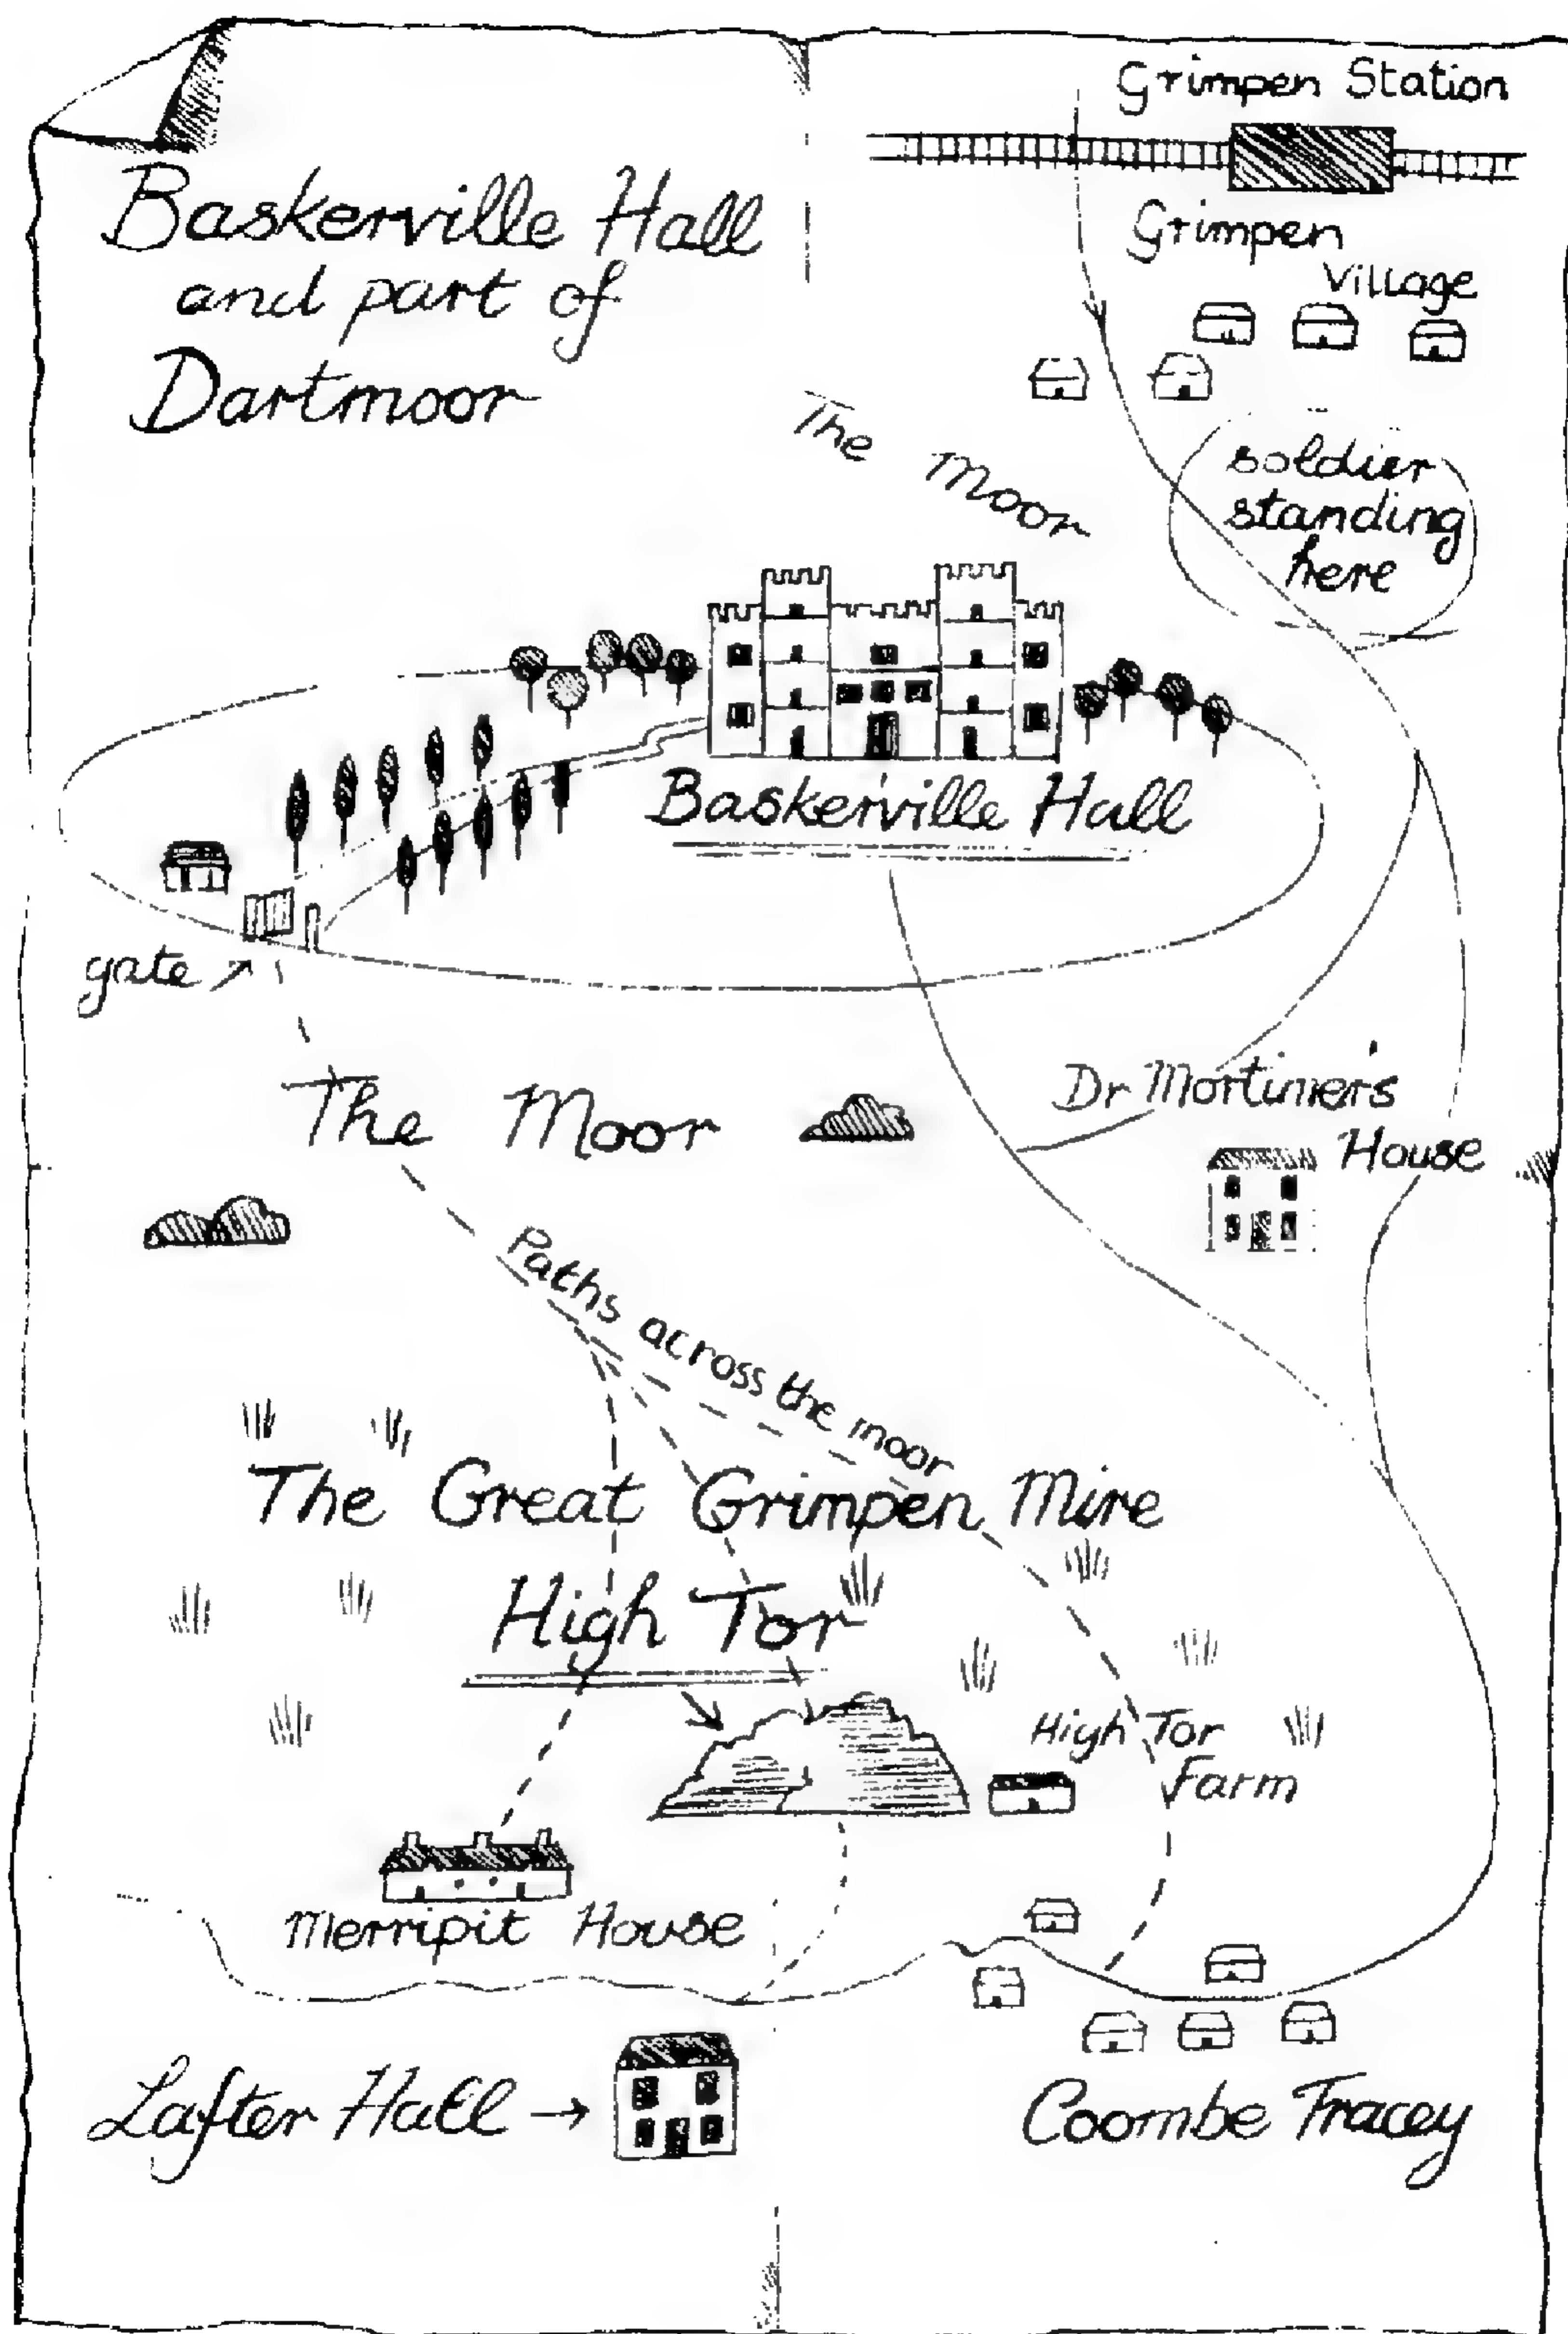 Grimpen Station
Baskerville Hall
and part of
Dartmoor
Grimpen
Village
The Moor
soldier
standing
here
Baskerville Hall
gate
The Moor
Dr Mortimer's
House
Paths across the moor
The Great Grimpen Mire
High Tor
High Tor
Farm
Merripit House
Lafter Hall
Coombe Tracey